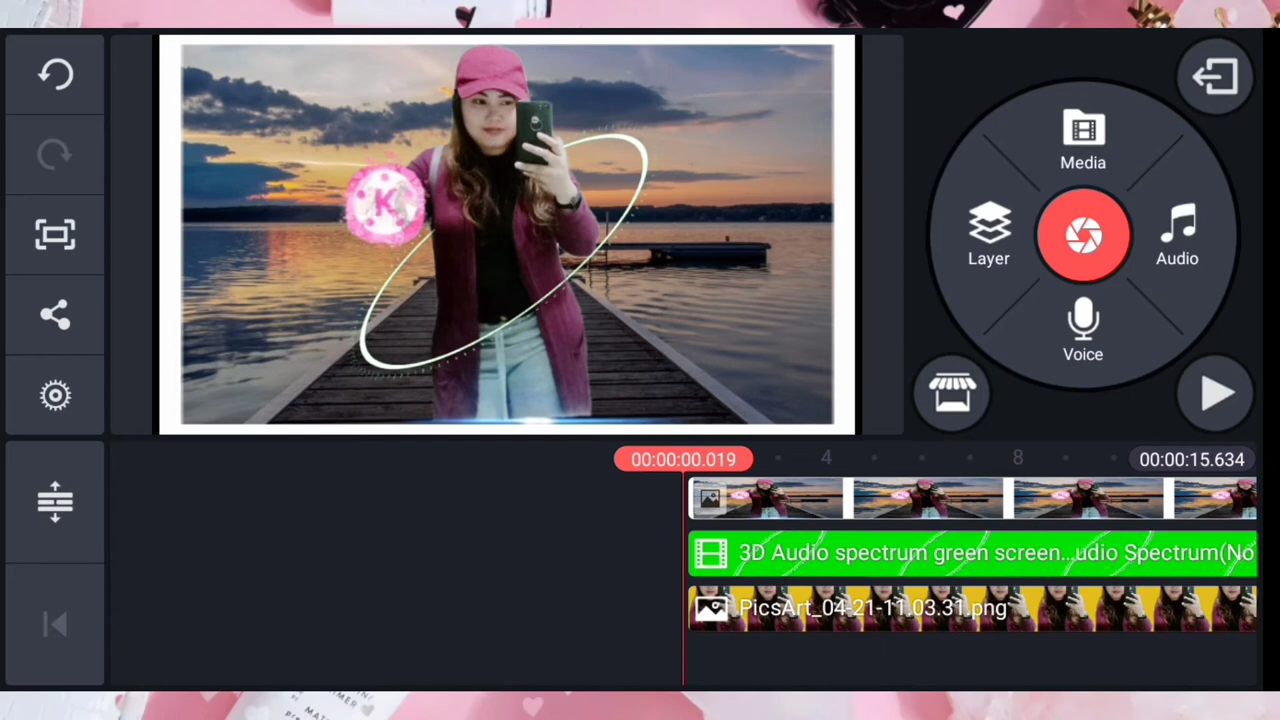 Media
Layer
Audio
Voice
K
00:00:00.019
4
8
00:00:15.634
3D Audio spectrum green screen...udio Spectrum(No
PicsArt_04-21-11.03.31.png